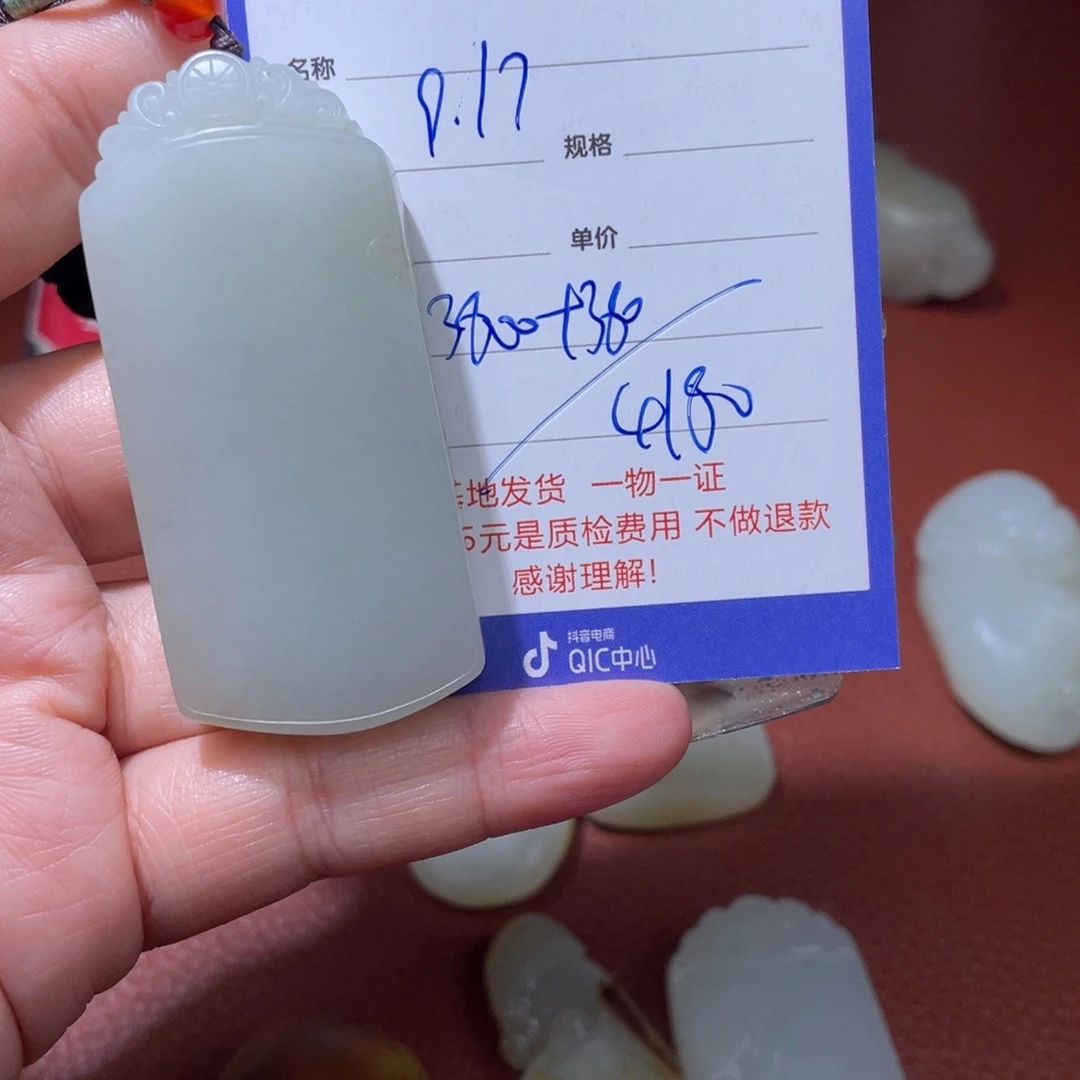 名称
P.17
规格
单价
3800+380
4180
基地发货 一物一证
5元是质检费用 不做退款
感谢理解!
抖音电商
QIC中心